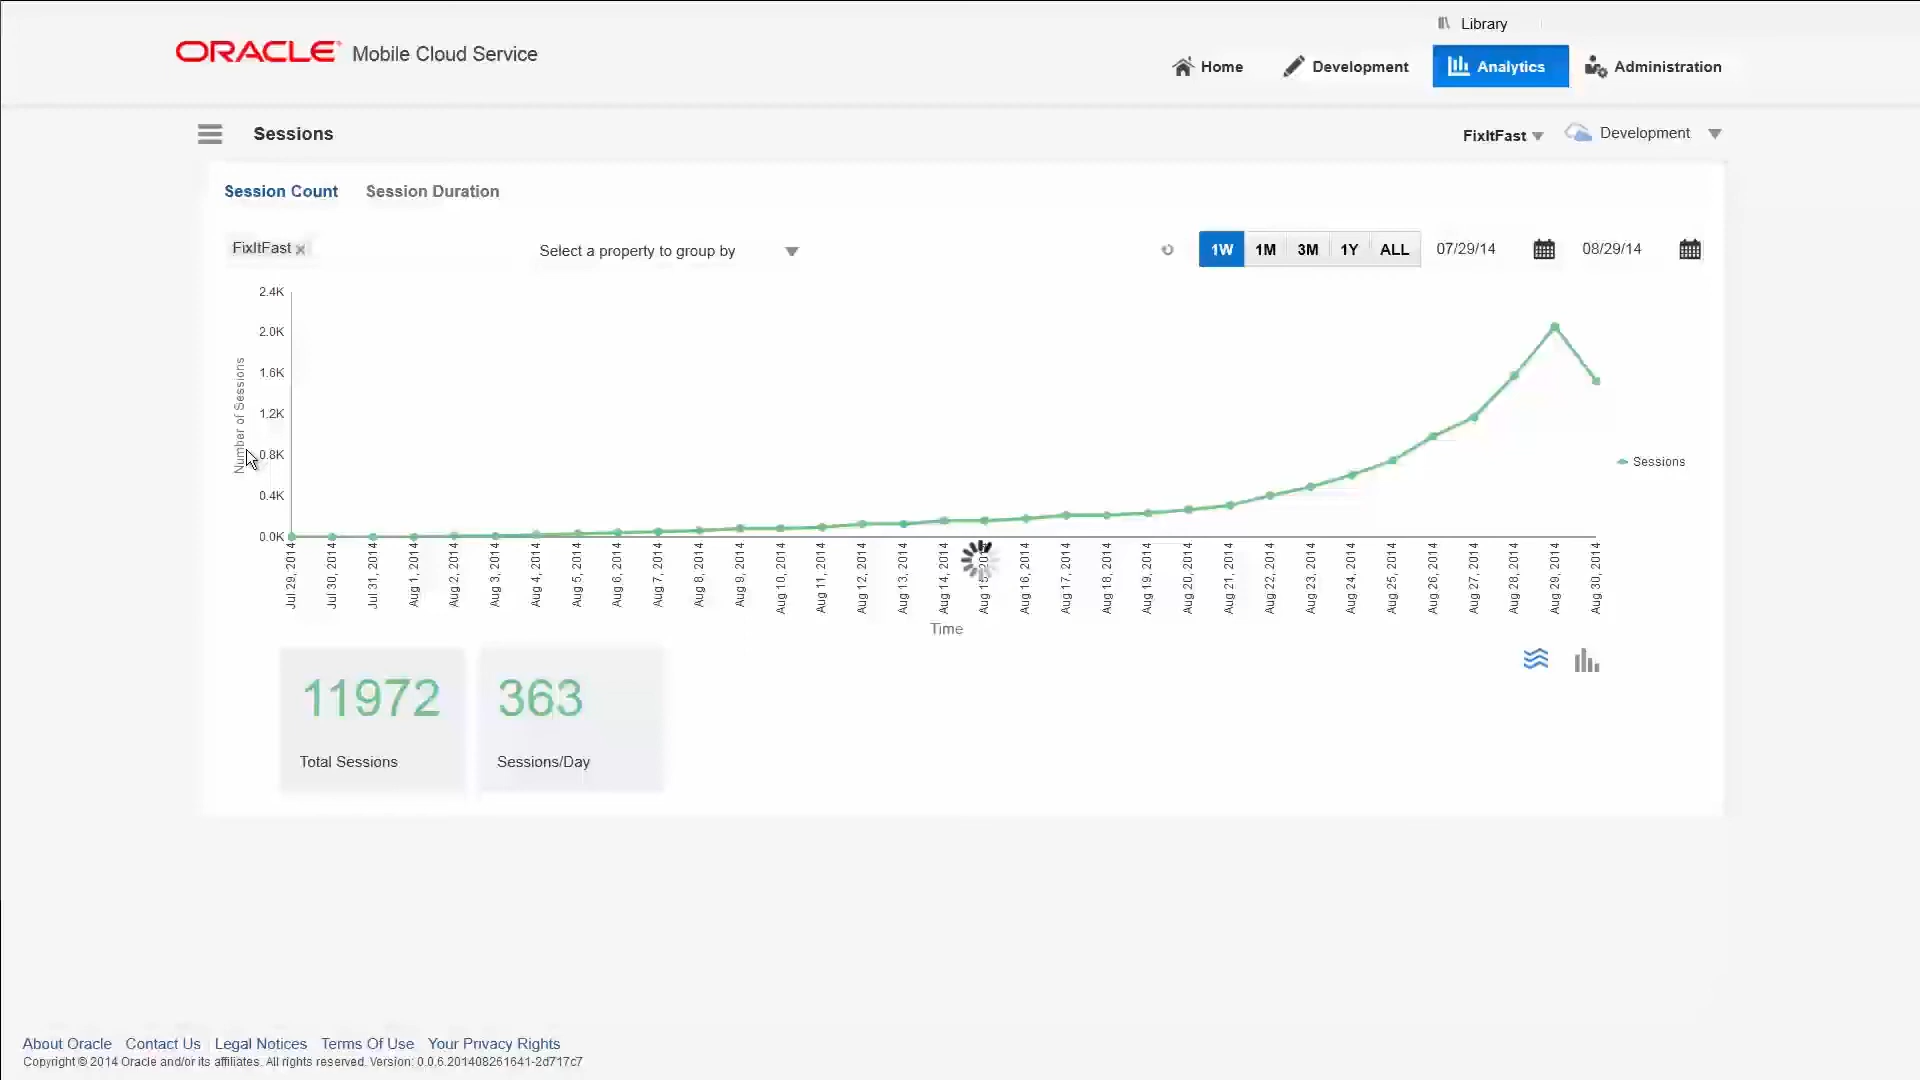 Library
ORACLE Mobile Cloud Service
Home Development Analytics Administration
Sessions FixItFast Development
Session Count Session Duration
FixItFast Select a property to group by 1W 1M 3M 1Y ALL 07/29/14 08/29/14
2.4K
2.0K
1.6K
1.2K
0.8K
0.4K
0.0K
Number of Sessions
Sessions
Jul 29, 2014
Jul 30, 2014
Jul 31, 2014
Aug 1, 2014
Aug 2, 2014
Aug 3, 2014
Aug 4, 2014
Aug 5, 2014
Aug 6, 2014
Aug 7, 2014
Aug 8, 2014
Aug 9, 2014
Aug 10, 2014
Aug 11, 2014
Aug 12, 2014
Aug 13, 2014
Aug 14, 2014
Aug 15, 2014
Aug 16, 2014
Aug 17, 2014
Aug 18, 2014
Aug 19, 2014
Aug 20, 2014
Aug 21, 2014
Aug 22, 2014
Aug 23, 2014
Aug 24, 2014
Aug 25, 2014
Aug 26, 2014
Aug 27, 2014
Aug 28, 2014
Aug 29, 2014
Aug 30, 2014
Time
11972 363
Total Sessions Sessions/Day
About Oracle Contact Us Legal Notices Terms Of Use Your Privacy Rights
Copyright © 2014 Oracle and/or its affiliates. All rights reserved. Version: 0.0.6.201408261641-2d717c7